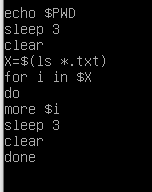 echo $PWD
sleep 3
clear
X=$(ls *.txt)
for i in $X
do
more $i
sleep 3
clear
done